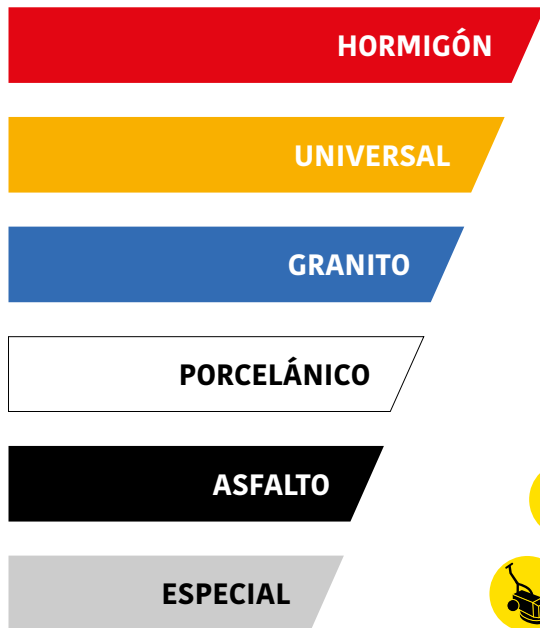 HORMIGÓN
UNIVERSAL
GRANITO
PORCELÁNICO
ASFALTO
ESPECIAL